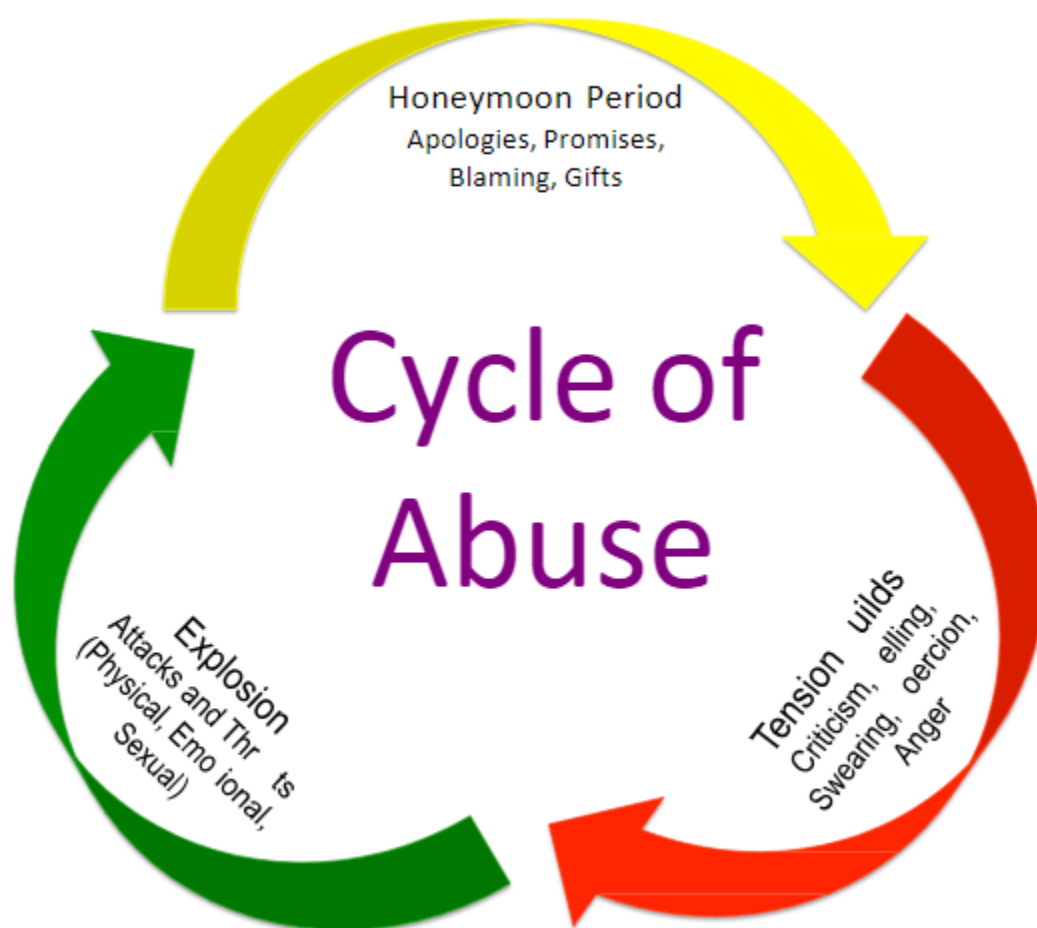 Honeymoon Period
Apologies, Promises,
Blaming, Gifts
Cycle of
Abuse
Tension uilds
Criticism, elling,
Swearing, oercion,
Anger
Explosion
Attacks and Thr ts
(Physical, Emo ional,
Sexual)